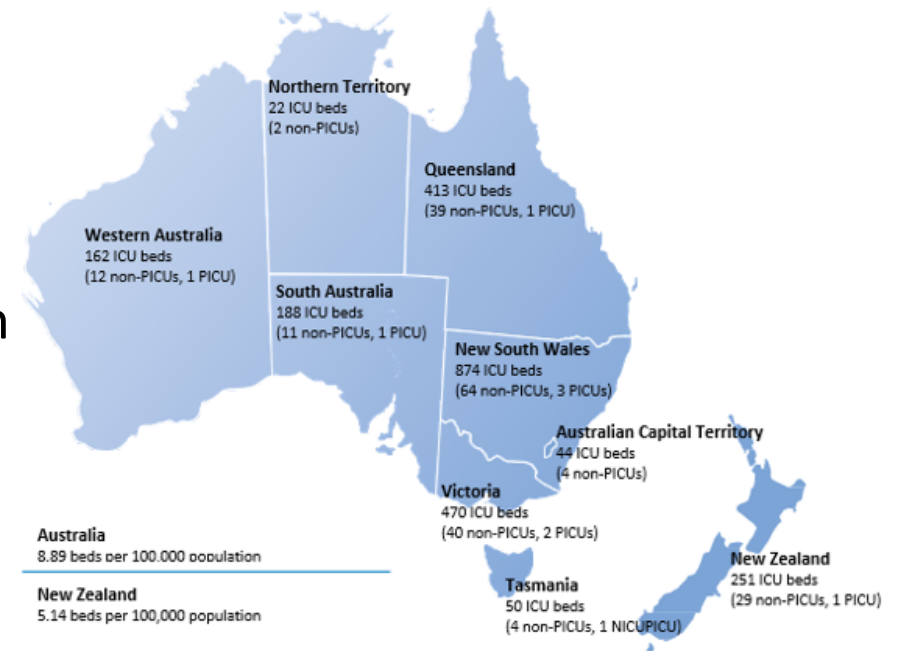 Northern Territory
22 ICU beds
(2 non-PICUs)
Queensland
413 ICU beds
(39 non-PICUs, 1 PICU)
Western Australia
162 ICU beds
(12 non-PICUs, 1 PICU)
South Australia
188 ICU beds
(11 non-PICUs, 1 PICU)
n
New South Wales
874 ICU beds
(64 non-PICUs, 3 PICUs)
Australian Capital Territory
44 ICU beds
(4 non-PICUs)
Victoria
470 ICU beds
(40 non-PICUs, 2 PICUs)
Australia
8.89 beds per 100.000 population
New Zealand
5.14 beds per 100,000 population
Tasmania
50 ICU beds
(4 non-PICUs, 1 NICUPICU)
New Zealand
251 ICU beds
(29 non-PICUs, 1 PICU)